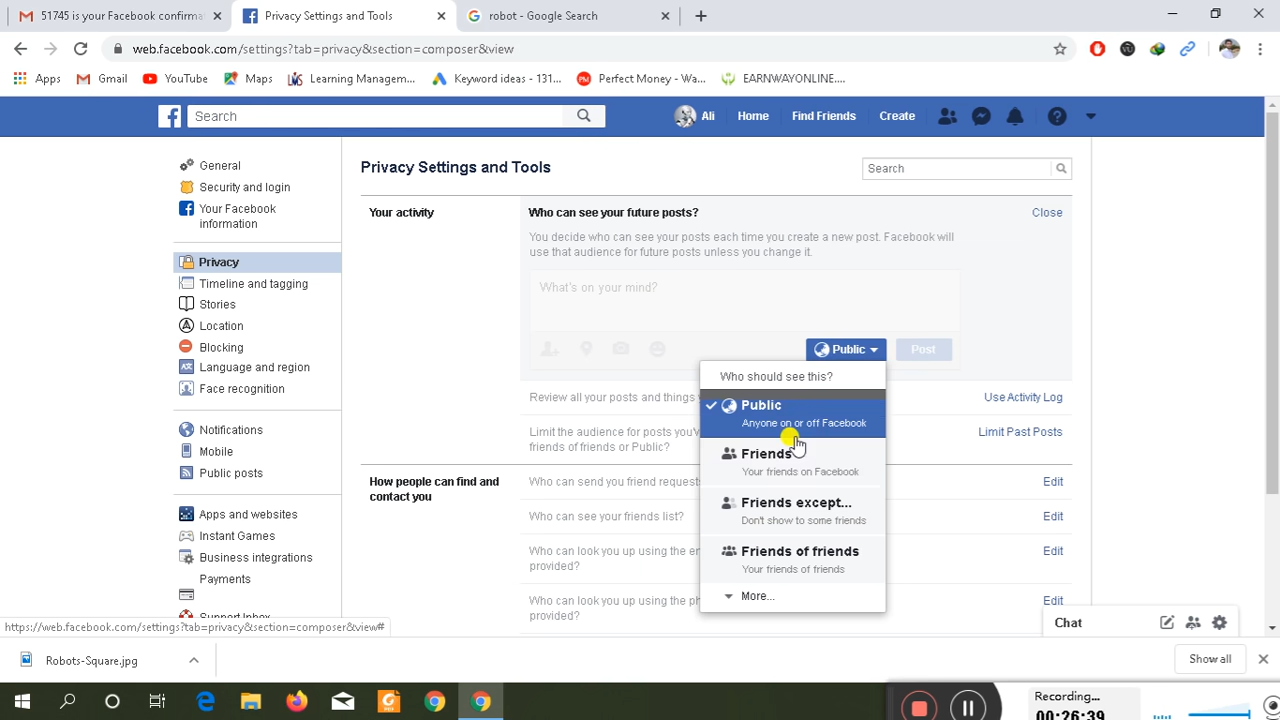 51745 is your Facebook confirma
Privacy Settings and Tools
robot - Google Search
web.facebook.com/settings?tab=privacy&section=composer&view
Apps
Gmail
YouTube
Maps
Learning Managem...
Keyword ideas - 131...
Perfect Money - Wa...
EARNWAYONLINE....
Search
Ali
Home
Find Friends
Create
General
Security and login
Your Facebook
information
Privacy
Timeline and tagging
Stories
Location
Blocking
Language and region
Face recognition
Notifications
Mobile
Public posts
Apps and websites
Instant Games
Business integrations
Payments
Support Inbox
Privacy Settings and Tools
Search
Your activity
Who can see your future posts?
Close
You decide who can see your posts each time you create a new post. Facebook will
use that audience for future posts unless you change it.
What's on your mind?
Public
Post
Who should see this?
Public
Anyone on or off Facebook
Friends
Your friends on Facebook
Friends except...
Don't show to some friends
Friends of friends
Your friends of friends
More...
Review all your posts and things
Use Activity Log
Limit the audience for posts you've
friends of friends or Public?
Limit Past Posts
How people can find and
contact you
Who can send you friend requests
Edit
Who can see your friends list?
Edit
Who can look you up using the em
provided?
Edit
Who can look you up using the ph
provided?
Edit
Chat
https://web.facebook.com/settings?tab=privacy&section=composer&view#
Robots-Square.jpg
Show all
Recording...
00:26:39